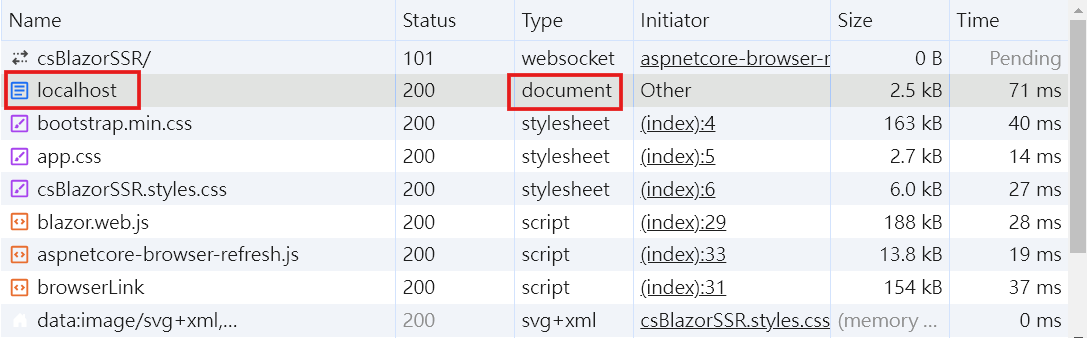 Name Status Type Initiator Size Time
csBlazorSSR/ 101 websocket aspnetcore-browser-r 0 B Pending
localhost 200 document Other 2.5 kB 71 ms
bootstrap.min.css 200 stylesheet (index):4 163 kB 40 ms
app.css 200 stylesheet (index):5 2.7 kB 14 ms
csBlazorSSR.styles.css 200 stylesheet (index):6 6.0 kB 27 ms
blazor.web.js 200 script (index):29 188 kB 28 ms
aspnetcore-browser-refresh.js 200 script (index):33 13.8 kB 19 ms
browserLink 200 script (index):31 154 kB 37 ms
data:image/svg+xml,... 200 svg+xml csBlazorSSR.styles.css (memory ... 0 ms